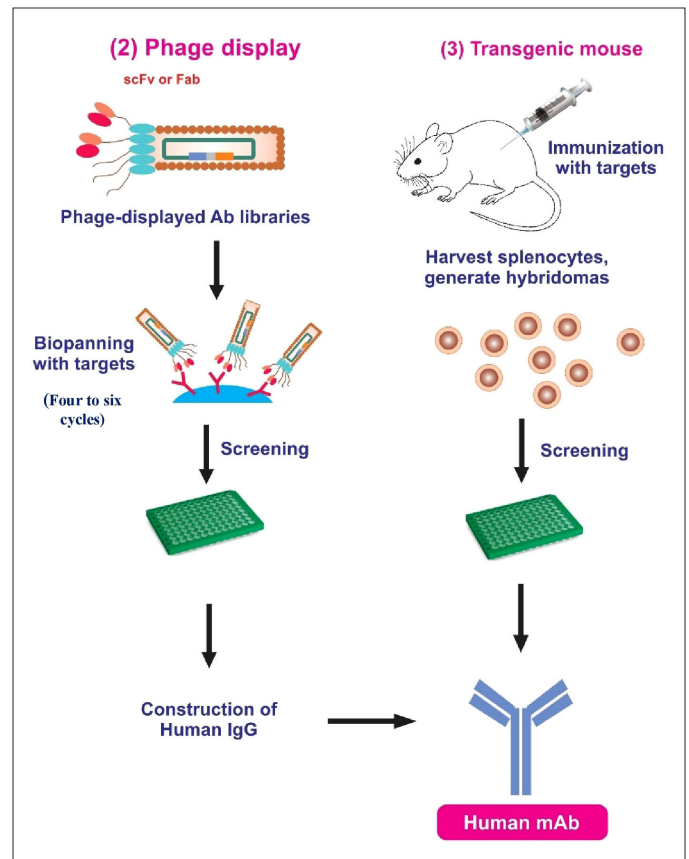 (2) Phage display
scFv or Fab
Phage-displayed Ab libraries
Biopanning
with targets
(Four to six
cycles)
Screening
Construction of
Human IgG
(3) Transgenic mouse
Immunization
with targets
Harvest splenocytes,
generate hybridomas
Screening
Human mAb